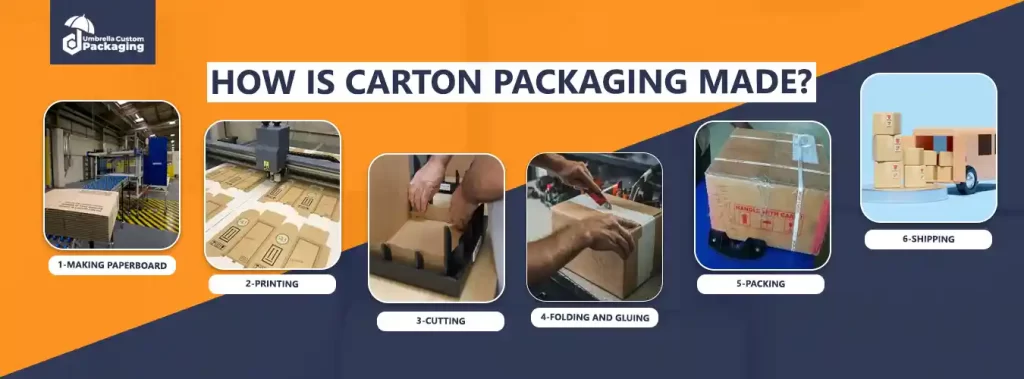 Umbrella Custom
Packaging
HOW IS CARTON PACKAGING MADE?
1-MAKING PAPERBOARD
2-PRINTING
3-CUTTING
4-FOLDING AND GLUING
5-PACKING
6-SHIPPING
HANDLE WITH CARE